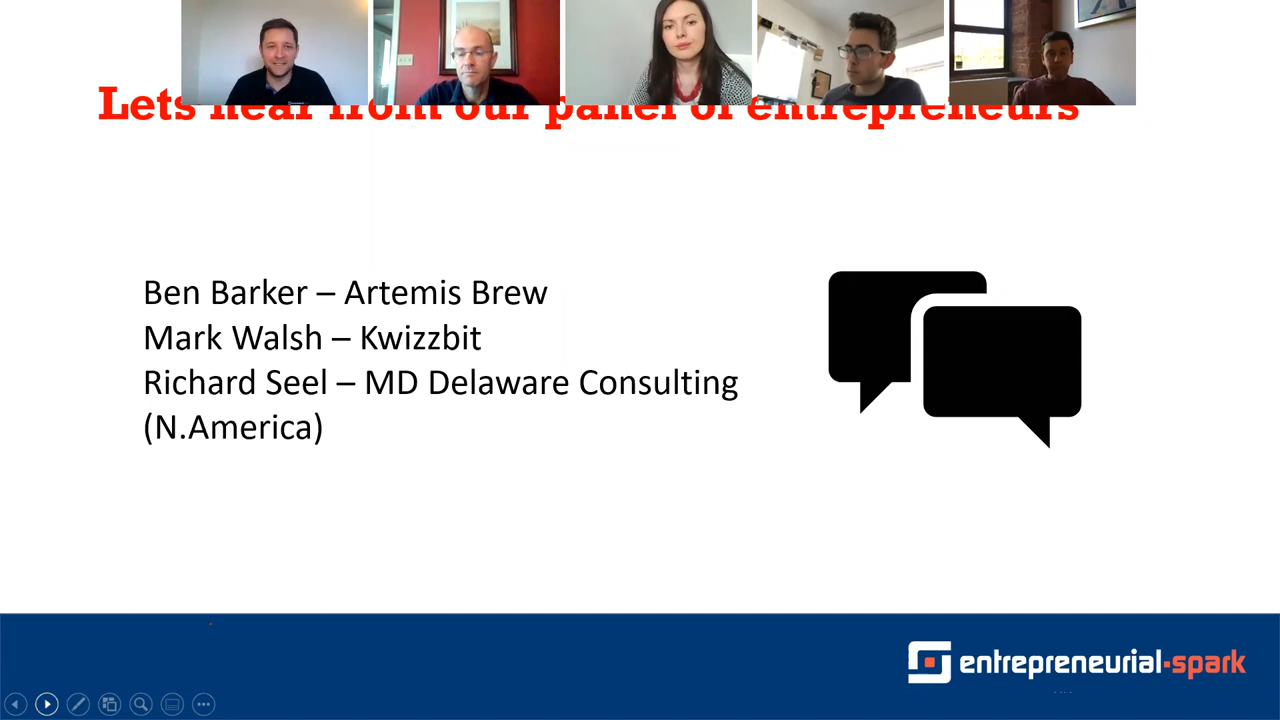 Lets hear from our panel of entrepreneurs
Ben Barker – Artemis Brew
Mark Walsh – Kwizzbit
Richard Seel – MD Delaware Consulting
(N.America)
entrepreneurial-spark